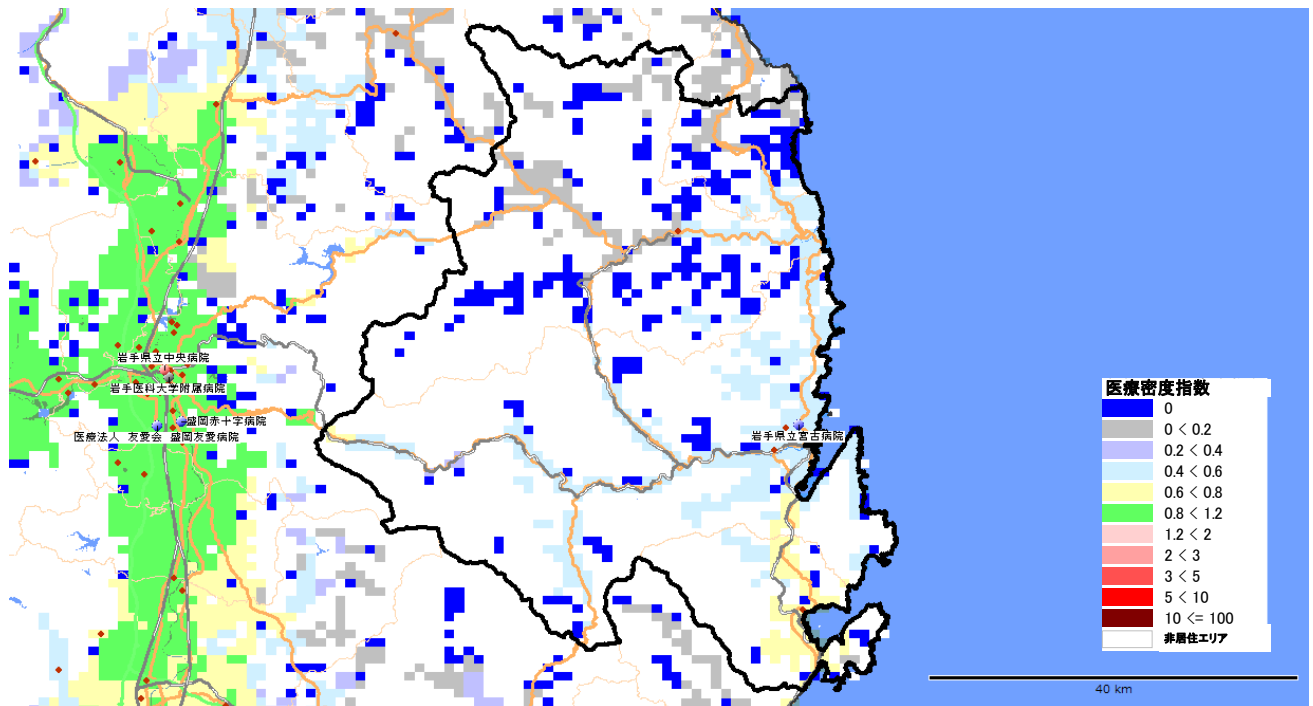 岩手県立中央病院
岩手医科大学附属病院
盛岡赤十字病院
医療法人 友愛会 盛岡友愛病院
岩手県立宮古病院
医療密度指数
0
0 < 0.2
0.2 < 0.4
0.4 < 0.6
0.6 < 0.8
0.8 < 1.2
1.2 < 2
2 < 3
3 < 5
5 < 10
10 <= 100
非居住エリア
40 km